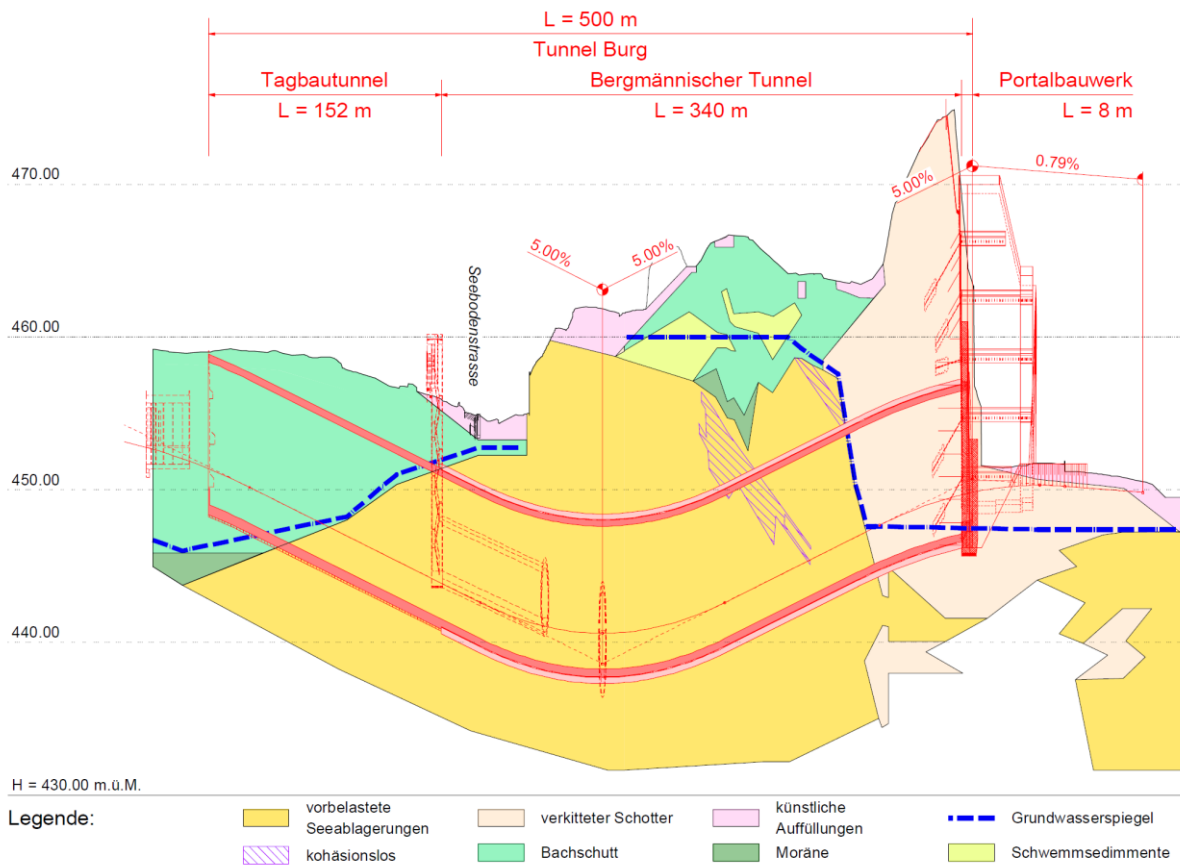 L = 500 m
Tunnel Burg
Tagbautunnel
Bergmännischer Tunnel
Portalbauwerk
L = 152 m
L = 340 m
L = 8 m
470.00
5.00%
0.79%
5.00%
5.00%
Seebodenstrasse
460.00
450.00
440.00
H = 430.00 m.ü.M.
Legende:
vorbelastete
Seeablagerungen
verkitteter Schotter
künstliche
Auffüllungen
Grundwasserspiegel
kohäsionslos
Bachschutt
Moräne
Schwemmsedimente